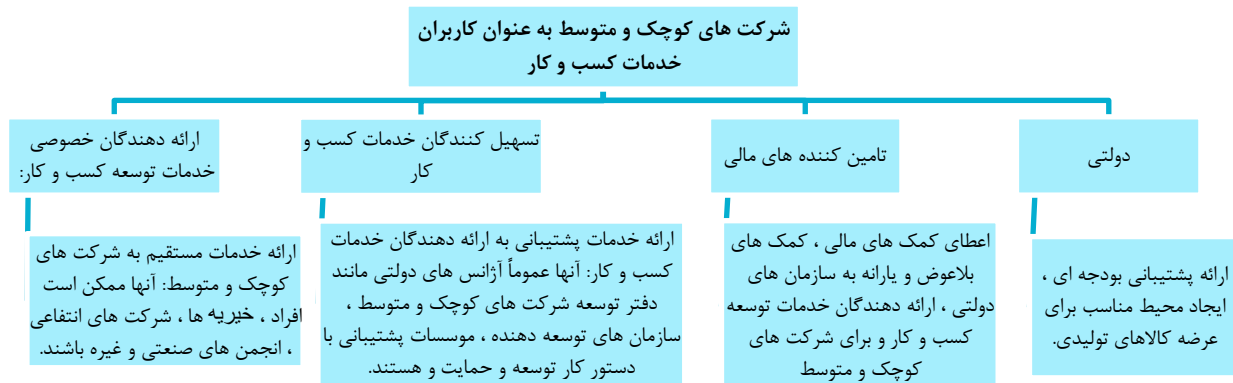 شرکت های کوچک و متوسط به عنوان کاربران
خدمات کسب و کار
دولتی
تامین کننده های مالی
تسهیل کنندگان خدمات کسب و
کار
ارائه دهندگان خصوصی
خدمات توسعه کسب و کار:
ارائه پشتیبانی بودجه ای ،
ایجاد محیط مناسب برای
عرضه کالاهای تولیدی.
اعطای کمک های مالی ، کمک های
بلاعوض و یارانه به سازمان های
دولتی ، ارائه دهندگان خدمات توسعه
کسب و کار و برای شرکت های
کوچک و متوسط
ارائه خدمات پشتیبانی به ارائه دهندگان خدمات
کسب و کار: آنها عموماً آژانس های دولتی مانند
دفتر توسعه شرکت های کوچک و متوسط ،
سازمان های توسعه دهنده ، موسسات پشتیبانی با
دستور کار توسعه و حمایت و هستند.
ارائه خدمات مستقیم به شرکت های
کوچک و متوسط: آنها ممکن است
افراد ، خیریه ها ، شرکت های انتفاعی
، انجمن های صنعتی و غیره باشند.